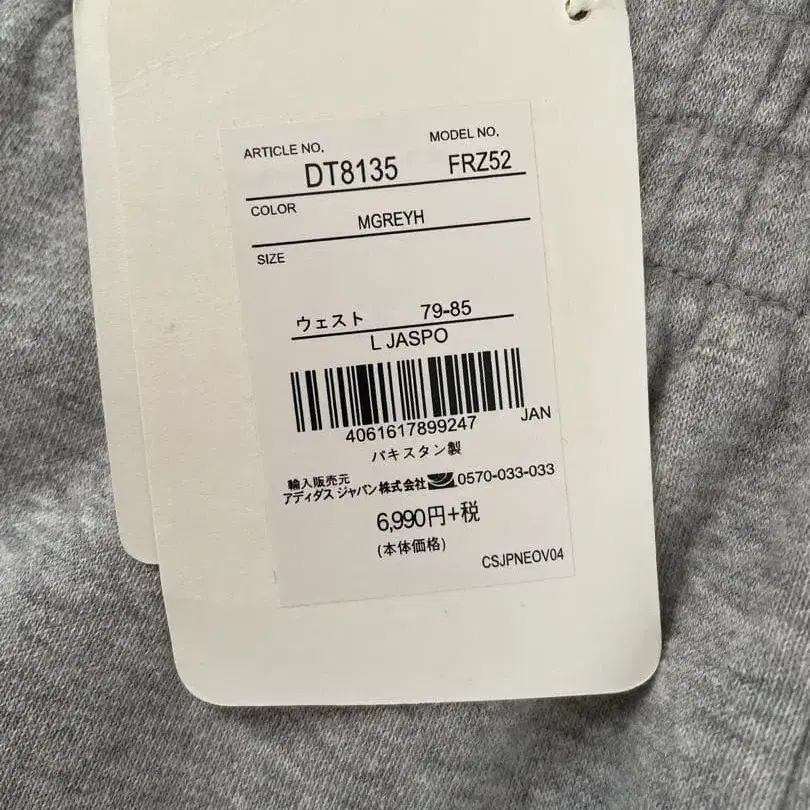 ARTICLE NO.
MODEL NO.
DT8135
FRZ52
COLOR
MGREYH
SIZE
ウェスト 79-85
L JASPO
4061617899247
JAN
パキスタン製
輸入販売元
アディダス ジャパン株式会社 0570-033-033
6,990円+税
(本体価格)
CSJPNEOV04